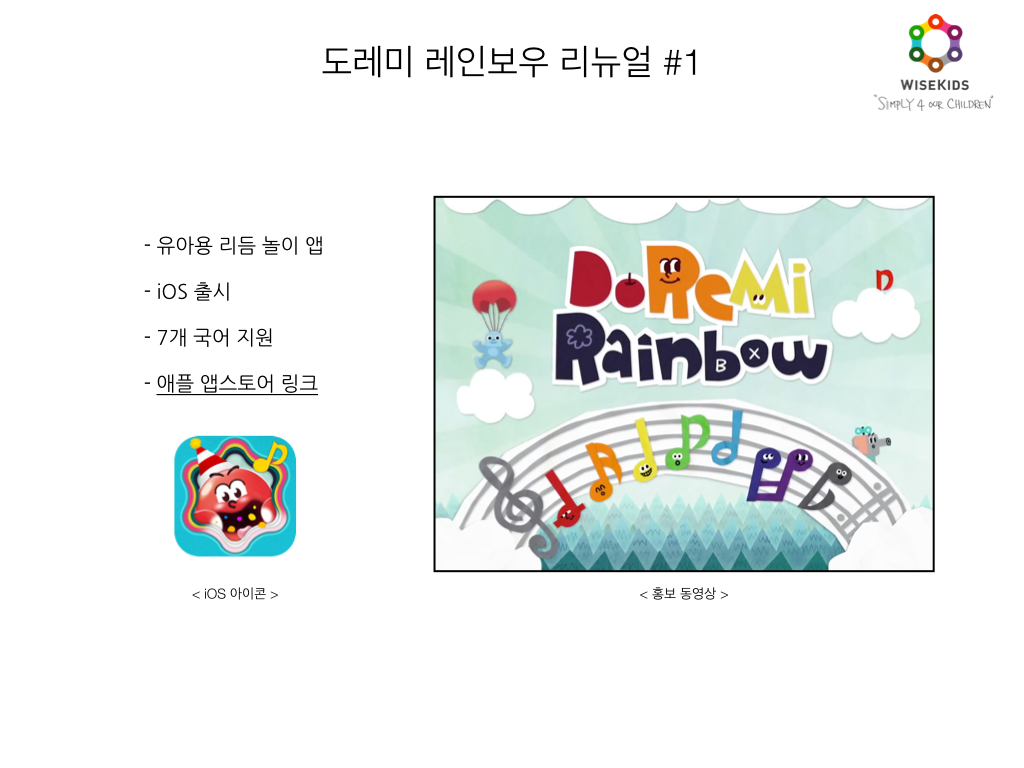 도레미 레인보우 리뉴얼 #1
WISEKIDS
"SIMPLY 4 OUR CHILDREN"
- 유아용 리듬 놀이 앱
- iOS 출시
- 7개 국어 지원
- 애플 앱스토어 링크
DoReMi
Rainbow
< iOS 아이콘 >
< 홍보 동영상 >